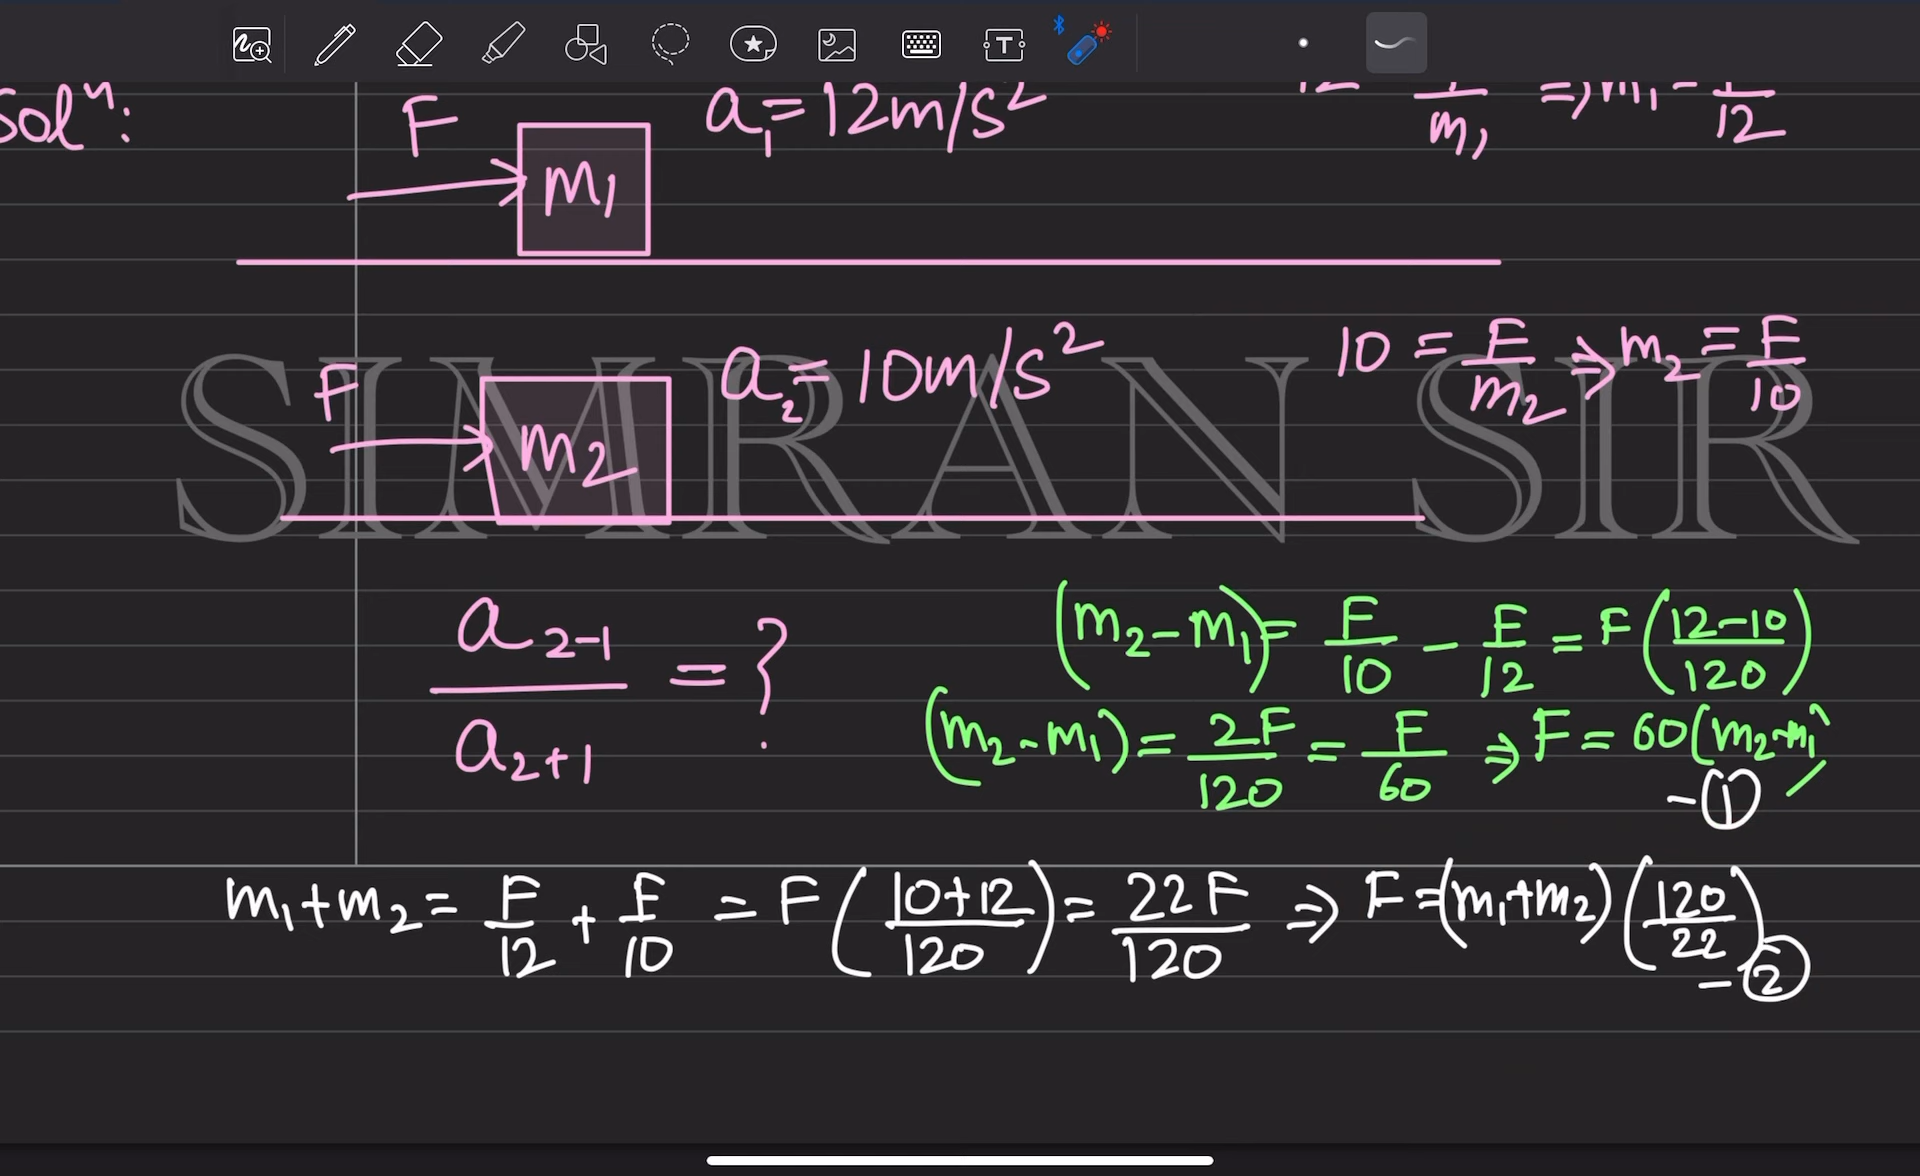 Solⁿ:
F
m₁
a₁=12m/s²
m₁ ⇒m₁ = 12
F
m₂
a₂=10m/s²
10 = F/m₂ ⇒ m₂ = F/10
SIMRAN SIR
a₂₋₁/a₂₊₁ = ?
(m₂-m₁)= F/10 - F/12 = F(12-10/120)
(m₂-m₁)= 2F/120 = F/60 ⇒ F = 60(m₂-m₁)
-①
m₁+m₂= F/12 + F/10 = F(10+12/120)= 22F/120 ⇒ F=(m₁+m₂)(120/22)
-②